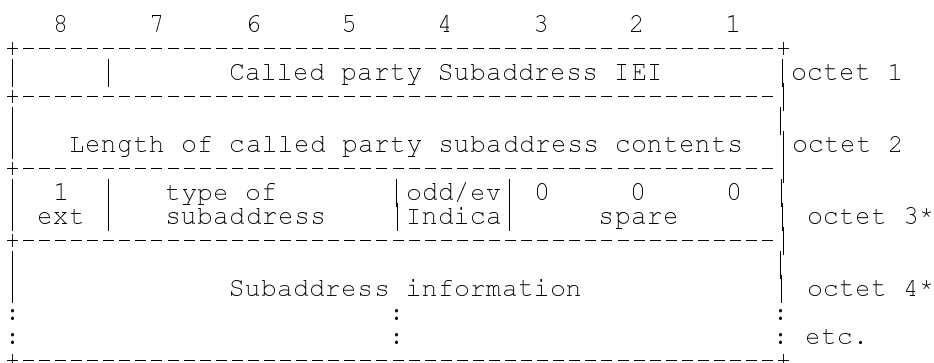 8 7 6 5 4 3 2 1
Called party Subaddress IEI octet 1
Length of called party subaddress contents octet 2
1 type of odd/ev 0 0 0
ext subaddress Indica spare octet 3*
Subaddress information octet 4*
: : :
: : : etc.